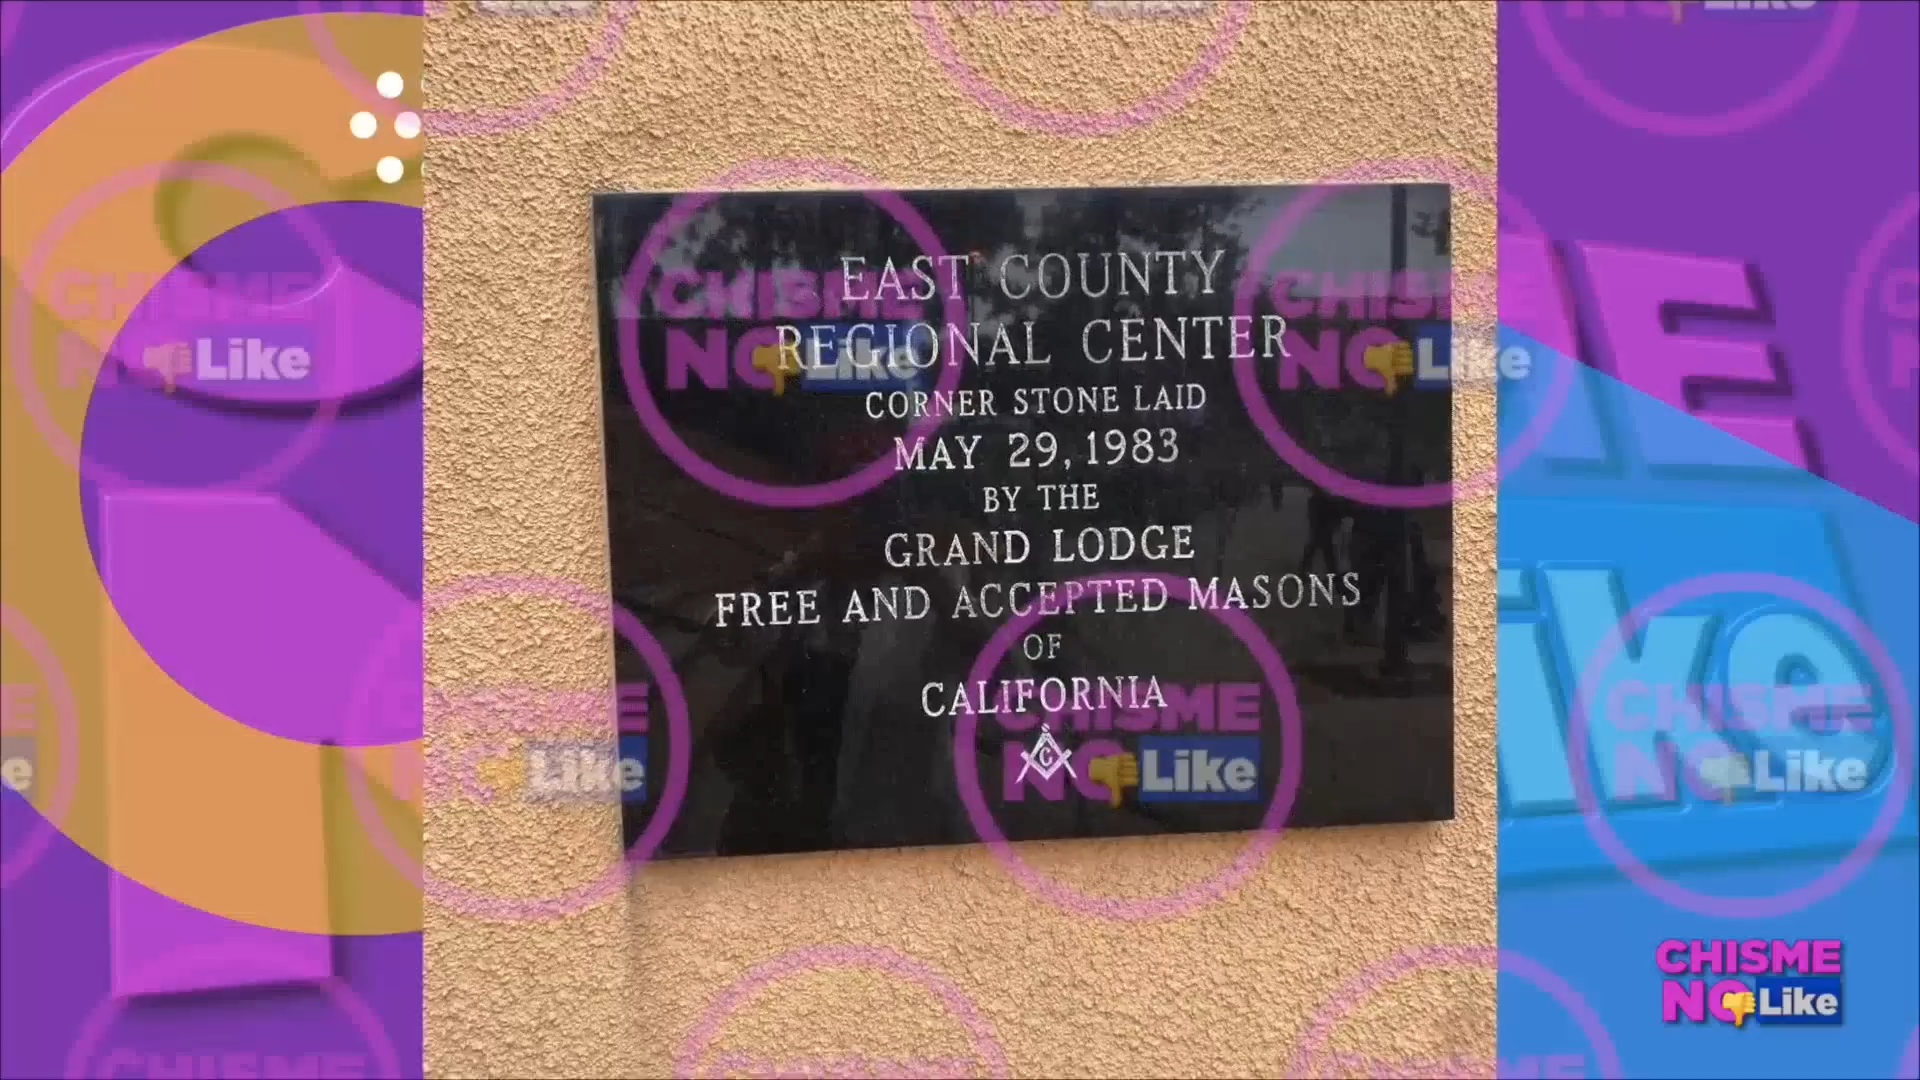 EAST COUNTY
REGIONAL CENTER
CORNER STONE LAID
MAY 29, 1983
BY THE
GRAND LODGE
FREE AND ACCEPTED MASONS
OF
CALIFORNIA
G
CHISME
NO Like